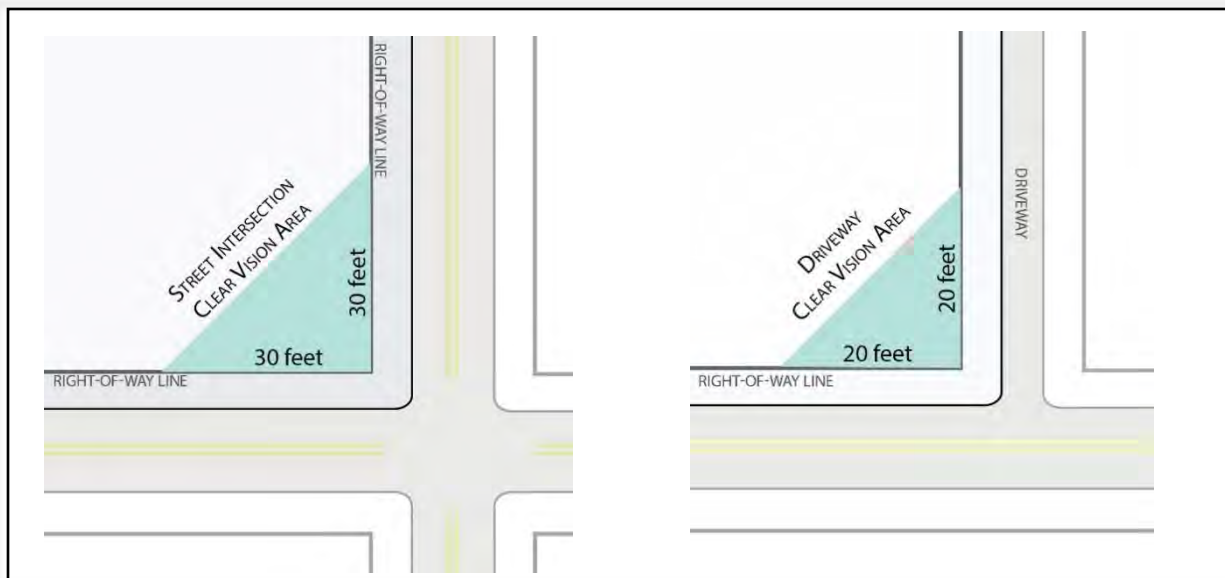 RIGHT-OF-WAY LINE
STREET INTERSECTION
CLEAR VISION AREA
30 feet
30 feet
RIGHT-OF-WAY LINE
DRIVEWAY
DRIVEWAY
CLEAR VISION AREA
20 feet
20 feet
RIGHT-OF-WAY LINE